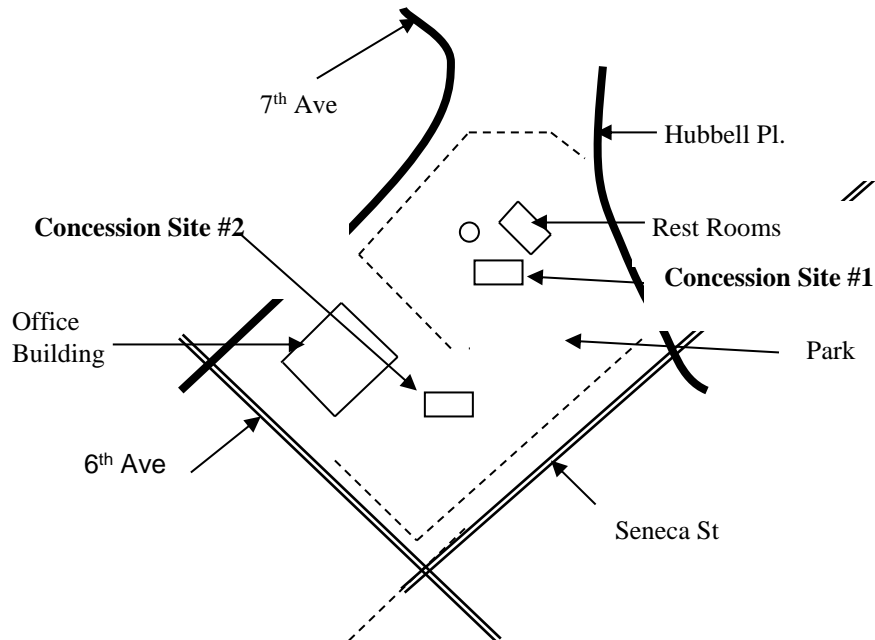 7th Ave
Hubbell Pl.
Concession Site #2
Rest Rooms
Concession Site #1
Office
Building
Park
6th Ave
Seneca St